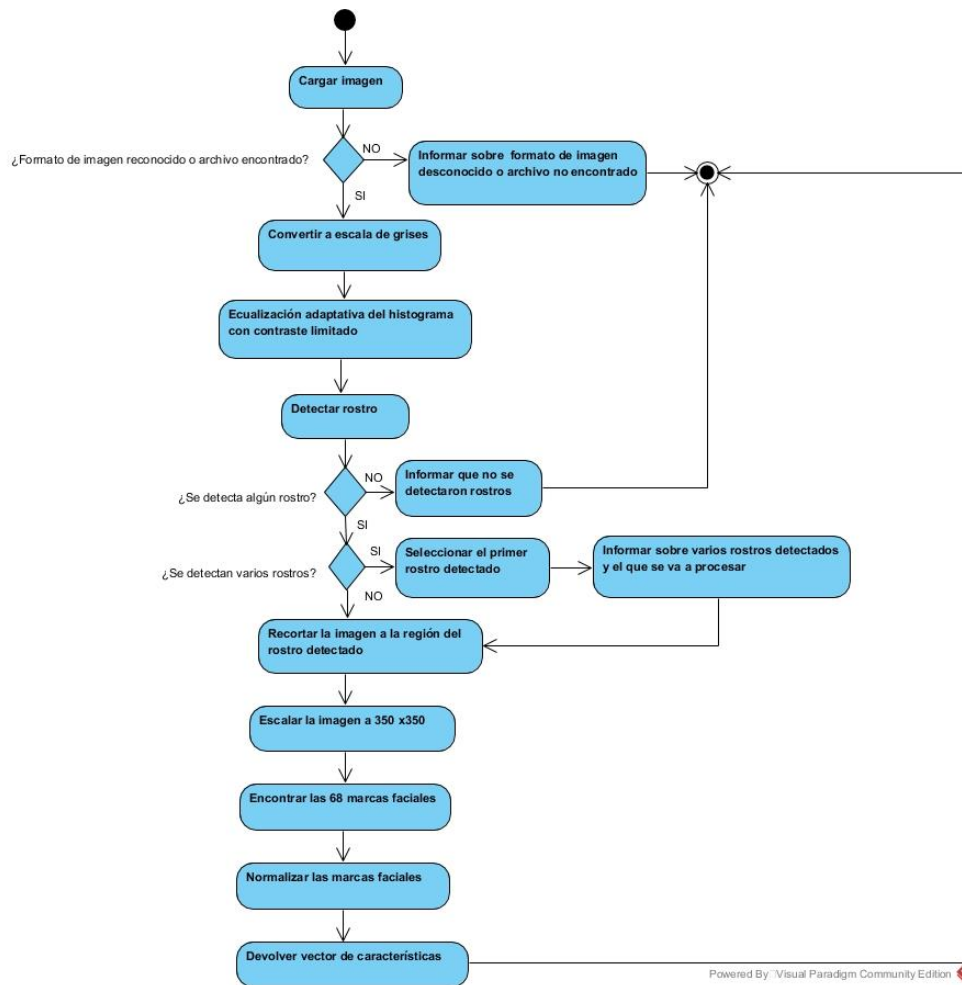 Cargar imagen
¿Formato de imagen reconocido o archivo encontrado?
NO
Informar sobre formato de imagen
desconocido o archivo no encontrado
SI
Convertir a escala de grises
Ecualización adaptativa del histograma
con contraste limitado
Detectar rostro
¿Se detecta algún rostro?
NO
Informar que no se
detectaron rostros
SI
¿Se detectan varios rostros?
SI
Seleccionar el primer
rostro detectado
Informar sobre varios rostros detectados
y el que se va a procesar
NO
Recortar la imagen a la región del
rostro detectado
Escalar la imagen a 350 x350
Encontrar las 68 marcas faciales
Normalizar las marcas faciales
Devolver vector de características
Powered By Visual Paradigm Community Edition